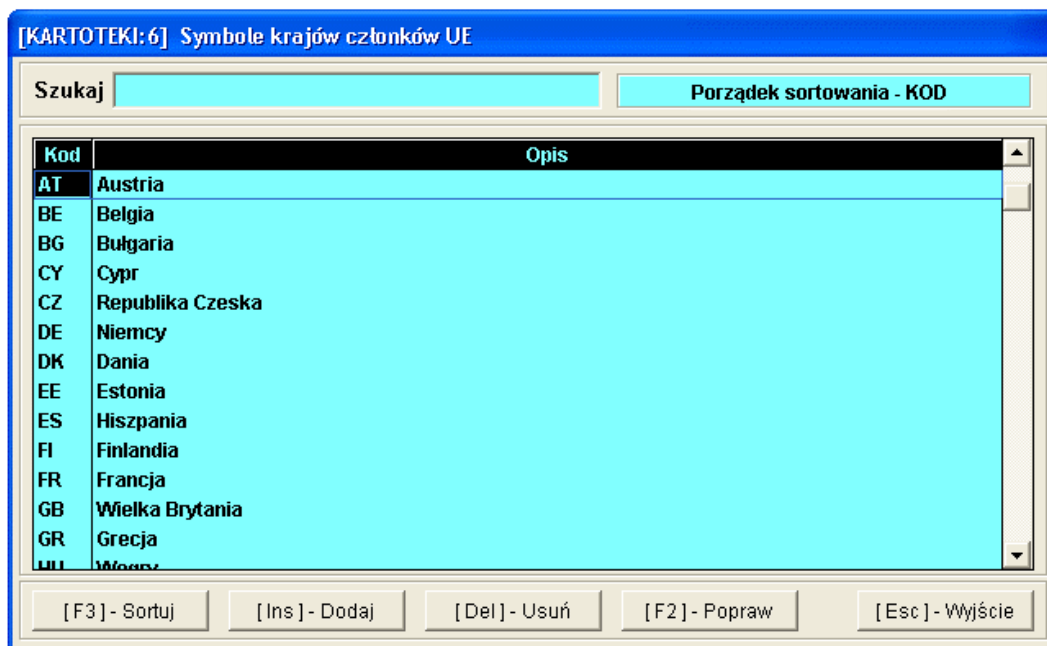 [KARTOTEKI:6] Symbole krajów członków UE
Szukaj Porządek sortowania - KOD
Kod Opis
AT Austria
BE Belgia
BG Bułgaria
CY Cypr
CZ Republika Czeska
DE Niemcy
DK Dania
EE Estonia
ES Hiszpania
FI Finlandia
FR Francja
GB Wielka Brytania
GR Grecja
HU Węgry
[F3]- Sortuj [Ins]- Dodaj [Del]- Usuń [F2]- Popraw [Esc]- Wyjście